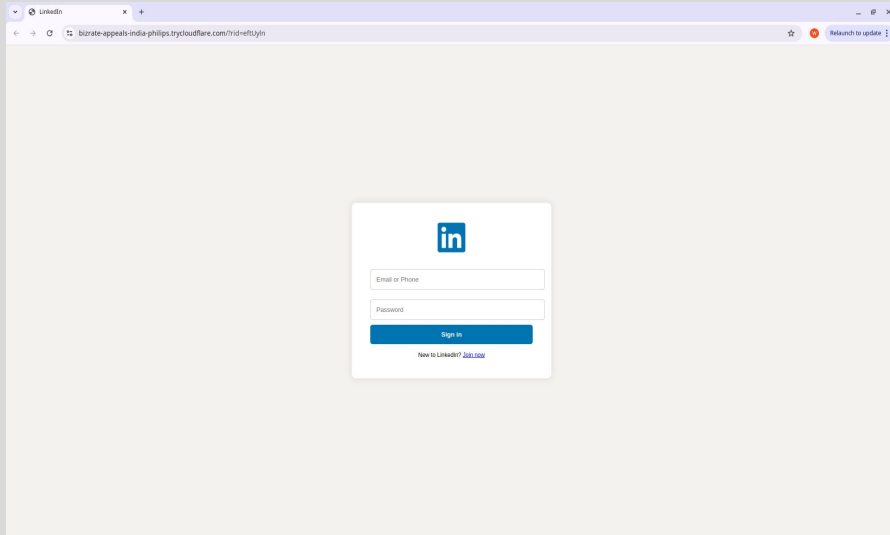 LinkedIn
bizrate-appeals-india-philips.trycloudflare.com/?rid=eftUyln
Relaunch to update
W
in
Email or Phone
Password
Sign in
New to LinkedIn? Join now